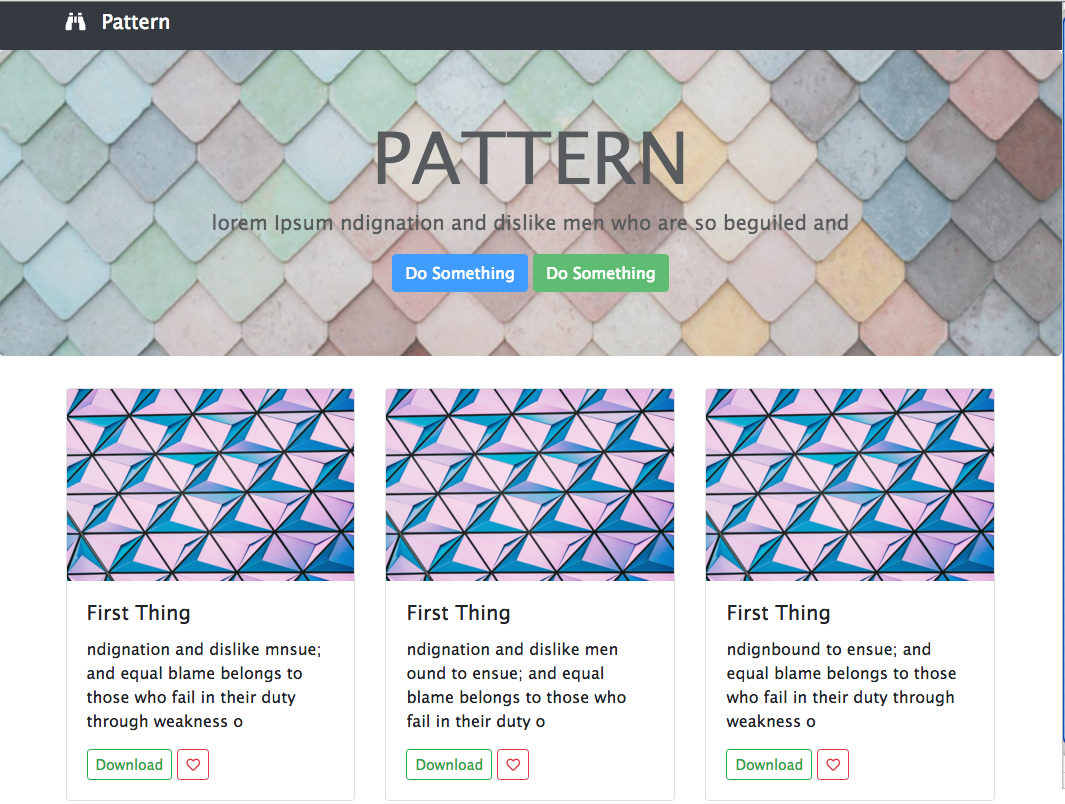 Pattern
PATTERN
lorem Ipsum ndignation and dislike men who are so beguiled and
Do Something Do Something
First Thing
ndignation and dislike mnsue;
and equal blame belongs to
those who fail in their duty
through weakness o
Download
First Thing
ndignation and dislike men
ound to ensue; and equal
blame belongs to those who
fail in their duty o
Download
First Thing
ndignbound to ensue; and
equal blame belongs to those
who fail in their duty through
weakness o
Download